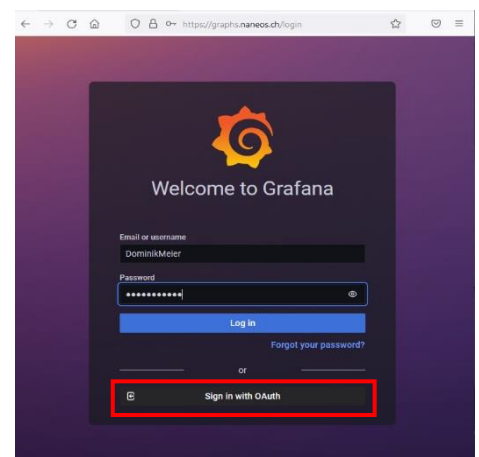 https://graphs.naneos.ch/login
Welcome to Grafana
Email or username
DominikMeier
Password
•••••••••••
Log in
Forgot your password?
or
Sign in with OAuth